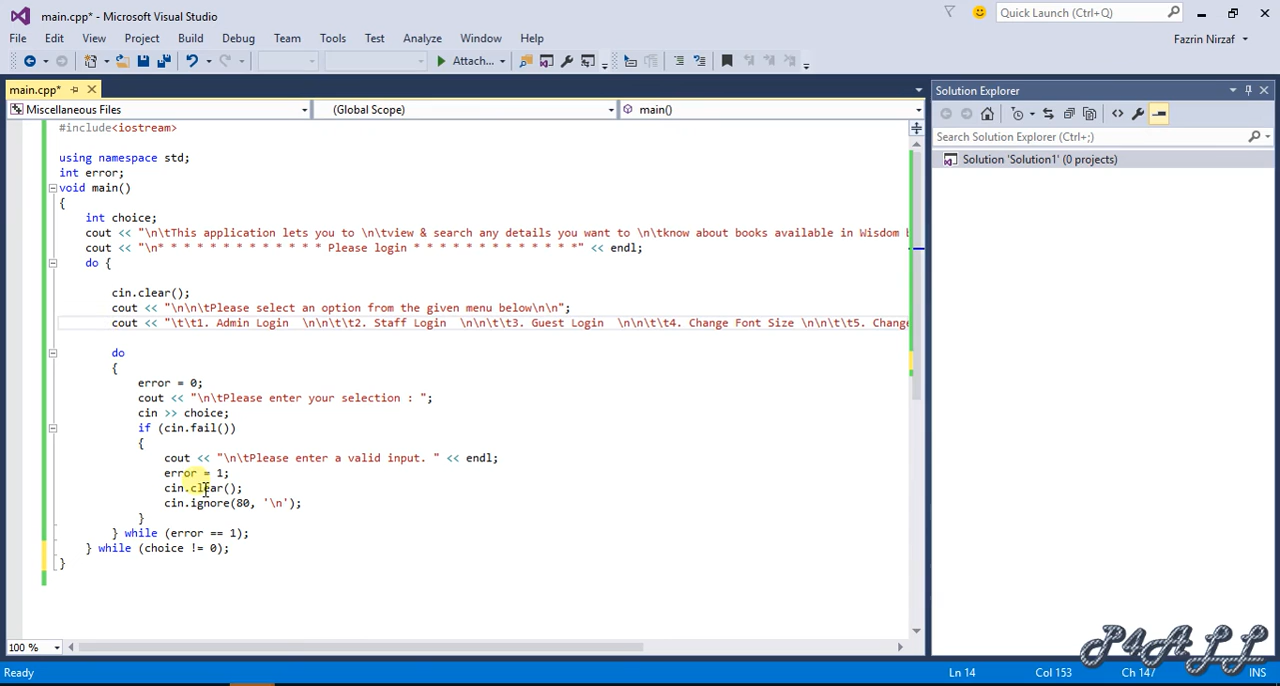 main.cpp* - Microsoft Visual Studio
Quick Launch (Ctrl+Q)
File Edit View Project Build Debug Team Tools Test Analyze Window Help
Fazrin Nirzaf
Attach...
main.cpp*
Solution Explorer
Miscellaneous Files
(Global Scope)
main()
Search Solution Explorer (Ctrl+;)
Solution 'Solution1' (0 projects)
#include<iostream>
using namespace std;
int error;
void main()
{
int choice;
cout << "\n\tThis application lets you to \n\tview & search any details you want to \n\tknow about books available in Wisdom b
cout << "\n* * * * * * * * * * * * Please login * * * * * * * * * * * * *" << endl;
do {
cin.clear();
cout << "\n\n\tPlease select an option from the given menu below\n\n";
cout << "\t\t1. Admin Login  \n\n\t\t2. Staff Login  \n\n\t\t3. Guest Login  \n\n\t\t4. Change Font Size \n\n\t\t5. Change
do
{
error = 0;
cout << "\n\tPlease enter your selection : ";
cin >> choice;
if (cin.fail())
{
cout << "\n\tPlease enter a valid input. " << endl;
error = 1;
cin.clear();
cin.ignore(80, '\n');
}
} while (error == 1);
} while (choice != 0);
}
100 %
P4ALL
Ready
Ln 14
Col 153
Ch 147
INS